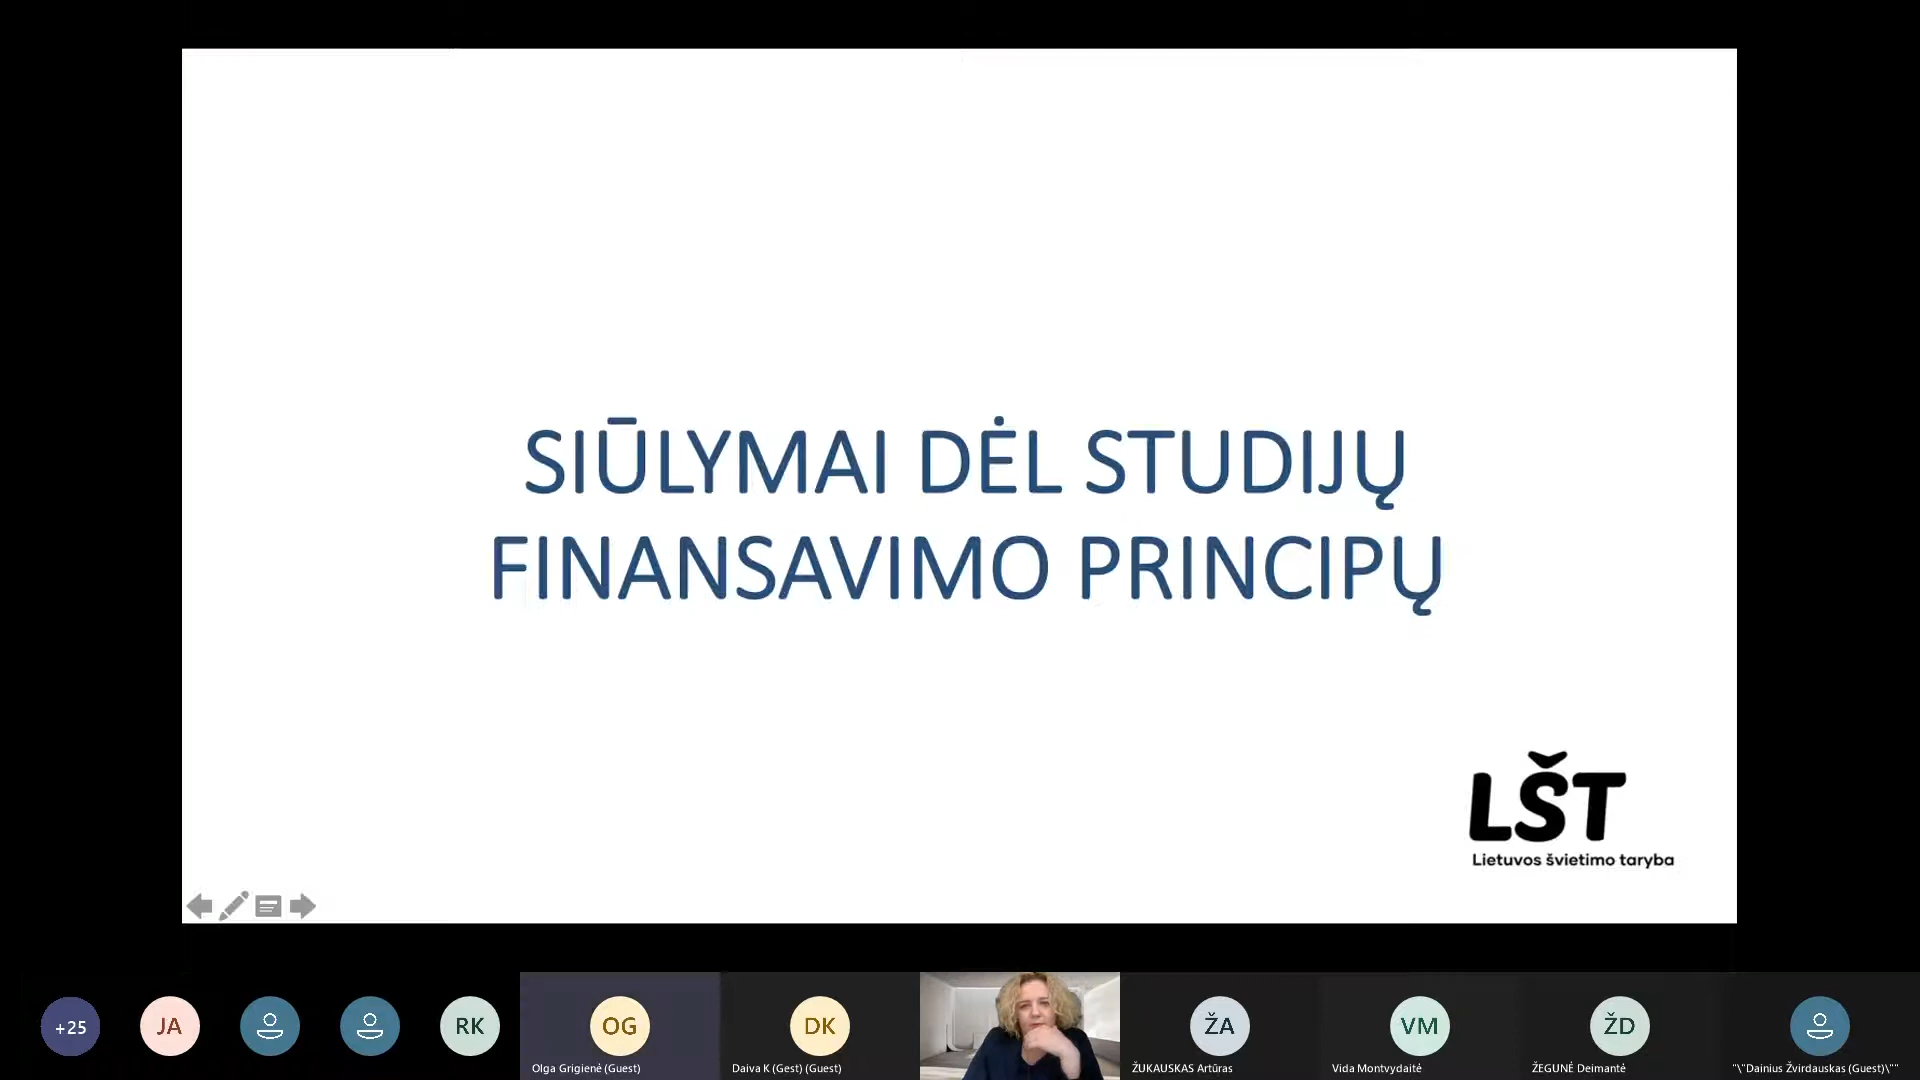 SIŪLYMAI DĖL STUDIJŲ
FINANSAVIMO PRINCIPŲ
LŠT
Lietuvos švietimo taryba
+25
JA
RK
OG
DK
ŽA
VM
ŽD
Olga Grigienė (Guest)
Daiva K (Gest) (Guest)
ŽUKAUSKAS Artūras
Vida Montvydaitė
ŽEGUNĖ Deimantė
"\"Dainius Žvirdauskas (Guest)\""